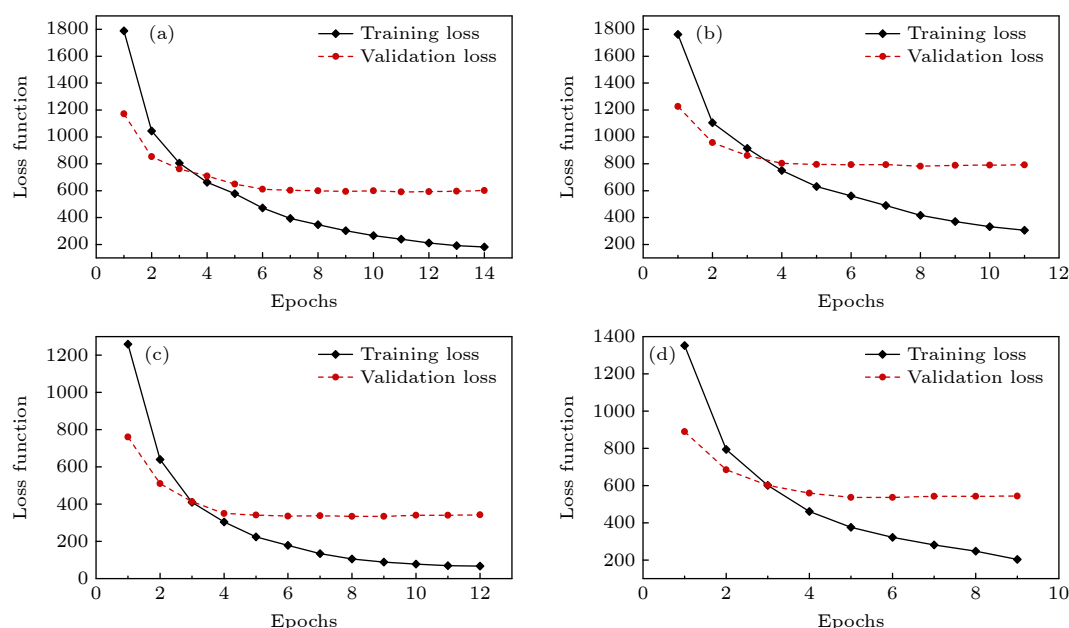 (a)
Training loss
Validation loss
1800
1600
1400
1200
1000
800
600
400
200
Loss function
0 2 4 6 8 10 12 14
Epochs
(b)
Training loss
Validation loss
1800
1600
1400
1200
1000
800
600
400
200
Loss function
0 2 4 6 8 10 12
Epochs
(c)
Training loss
Validation loss
1200
1000
800
600
400
200
0
Loss function
0 2 4 6 8 10 12
Epochs
(d)
Training loss
Validation loss
1400
1200
1000
800
600
400
200
Loss function
0 2 4 6 8 10
Epochs